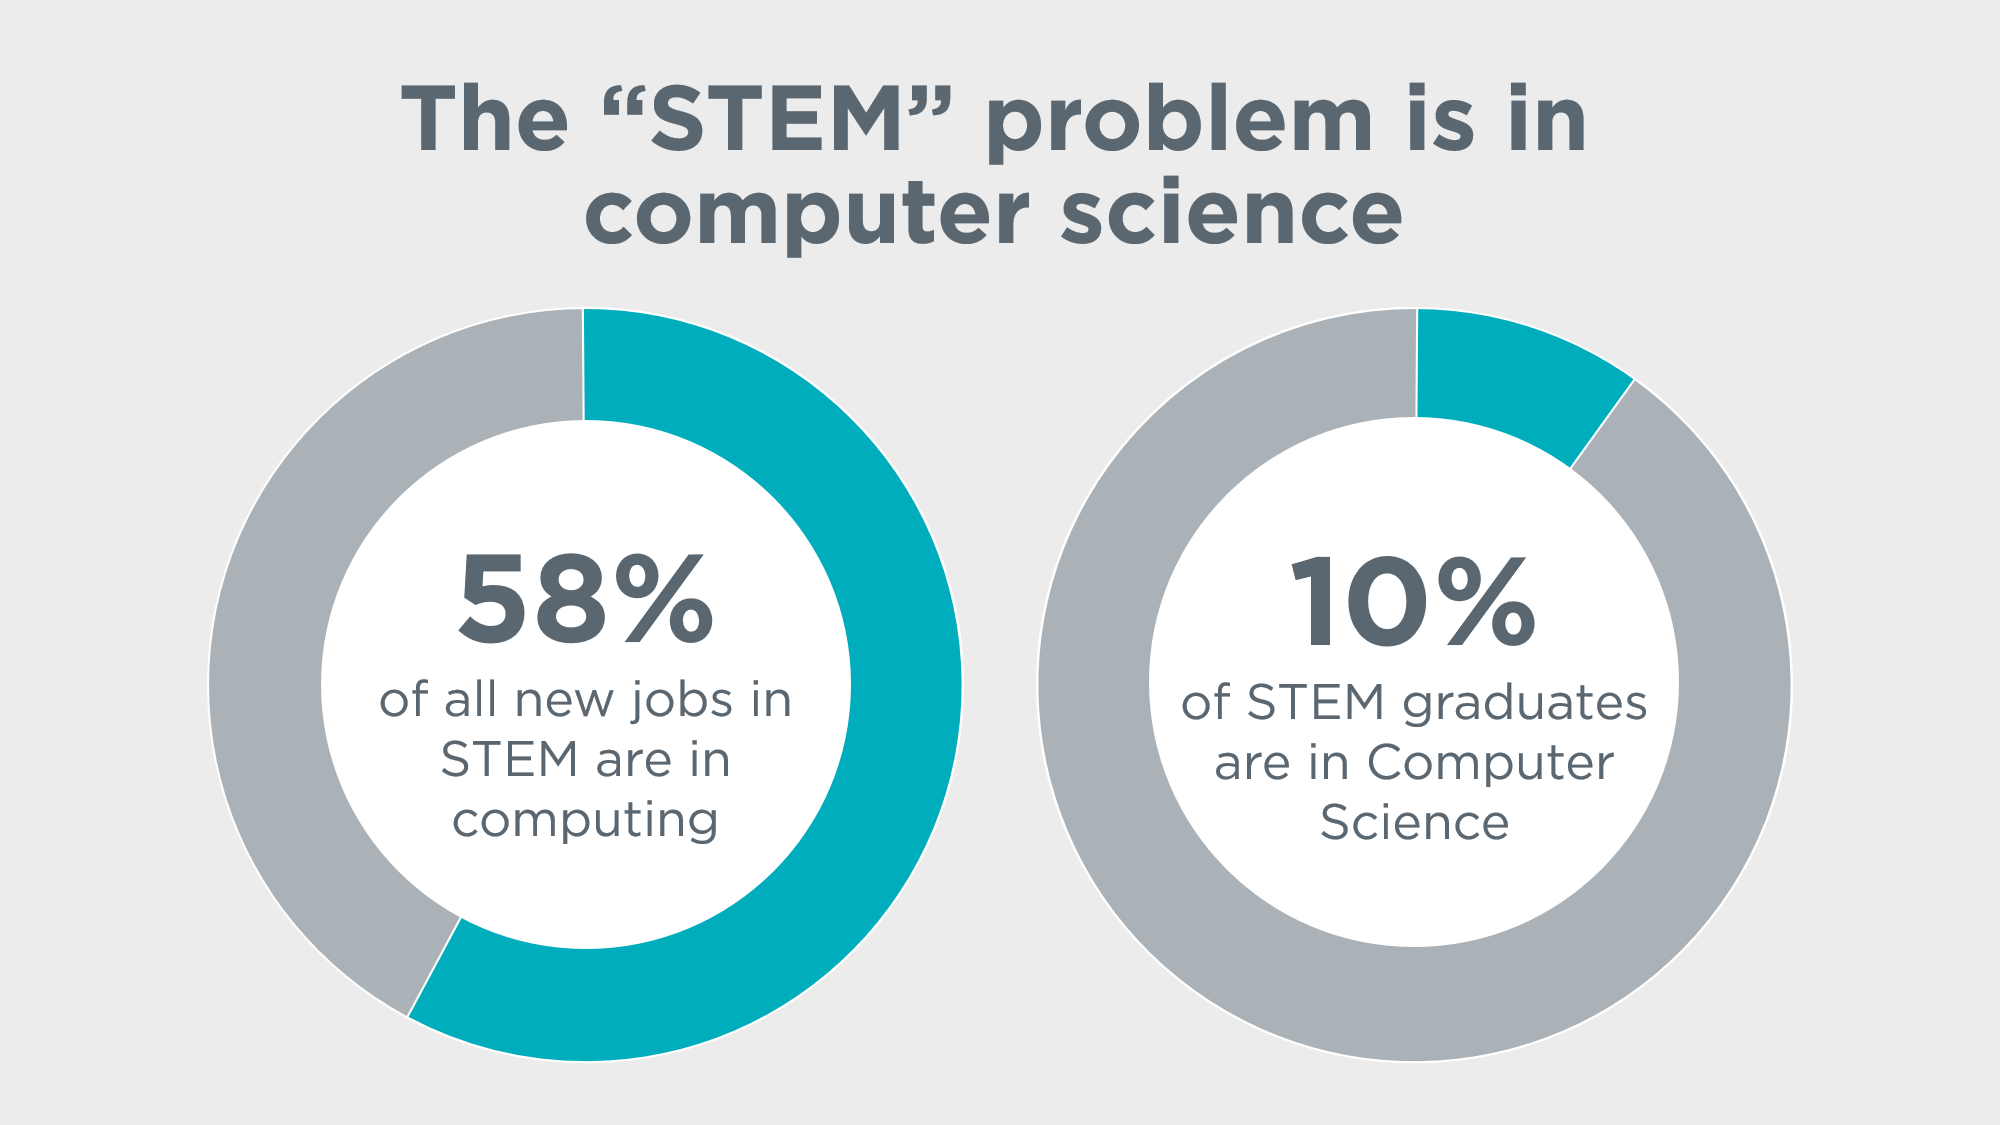 The “STEM” problem is in
computer science
58%
of all new jobs in
STEM are in
computing
10%
of STEM graduates
are in Computer
Science